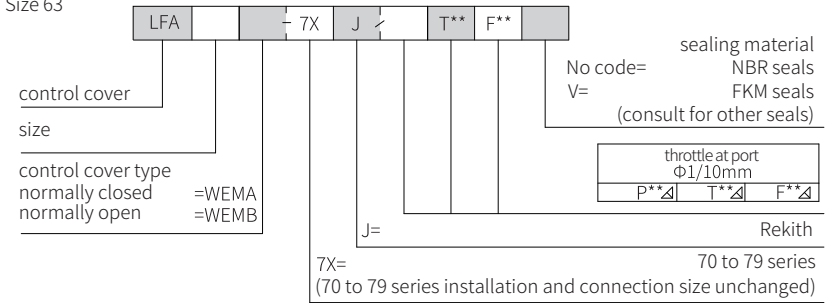 Size 63
LFA - 7X J / T** F**
sealing material
No code= NBR seals
V= FKM seals
(consult for other seals)
control cover
size
control cover type
normally closed =WEMA
normally open =WEMB
throttle at port
Φ1/10mm
P** T** F**
J= Rekith
7X= 70 to 79 series
(70 to 79 series installation and connection size unchanged)